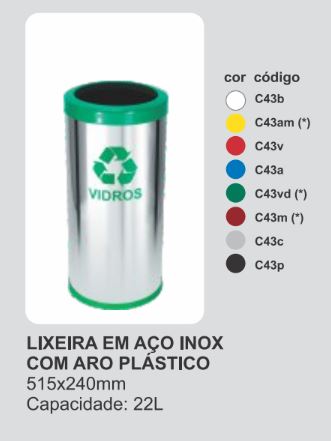 VIDROS
cor código
C43b
C43am (*)
C43v
C43a
C43vd (*)
C43m (*)
C43c
C43p
LIXEIRA EM AÇO INOX
COM ARO PLÁSTICO
515x240mm
Capacidade: 22L